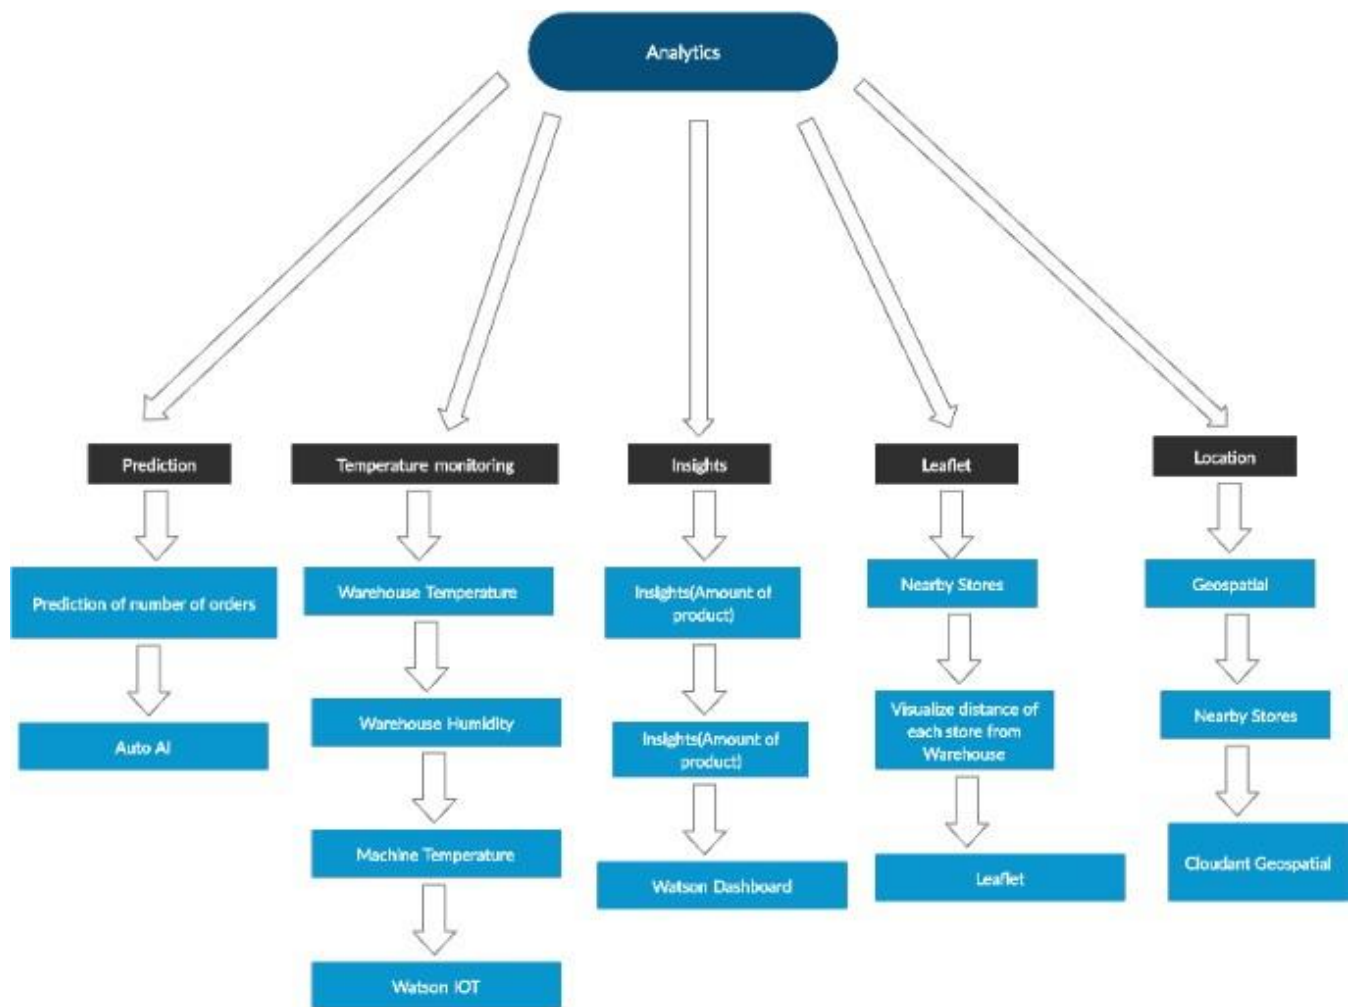 Analytics
Prediction
Temperature monitoring
Insights
Leaflet
Location
Prediction of number of orders
Auto AI
Warehouse Temperature
Warehouse Humidity
Machine Temperature
Watson IOT
Insights(Amount of
product)
Insights(Amount of
product)
Watson Dashboard
Nearby Stores
Visualize distance of
each store from
Warehouse
Leaflet
Geospatial
Nearby Stores
Cloudant Geospatial